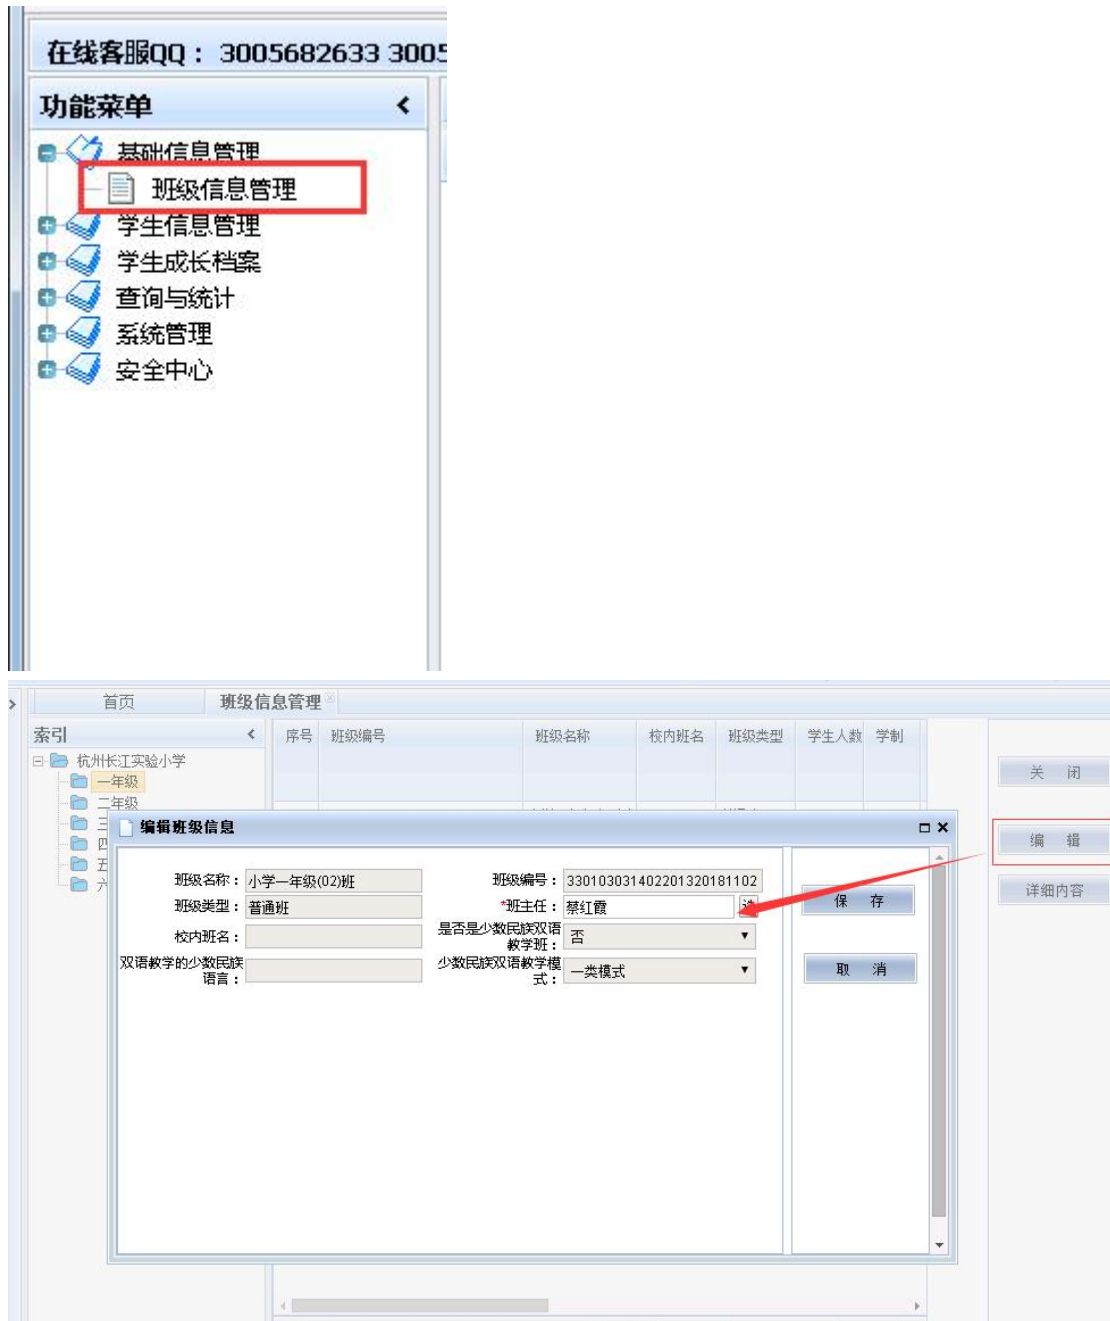 在线客服QQ： 3005682633 3005
功能菜单
基础信息管理
班级信息管理
学生信息管理
学生成长档案
查询与统计
系统管理
安全中心
首页 班级信息管理
索引
序号 班级编号 班级名称 校内班名 班级类型 学生人数 学制
杭州长江实验小学
一年级
二年级
三
四
五
六
关 闭
编 辑
详细内容
编辑班级信息
班级名称： 小学一年级(02)班 班级编号： 330103031402201320181102
班级类型： 普通班 *班主任： 蔡红霞
校内班名： 是否是少数民族双语教学班： 否
双语教学的少数民族语言： 少数民族双语教学模式： 一类模式
保 存
取 消